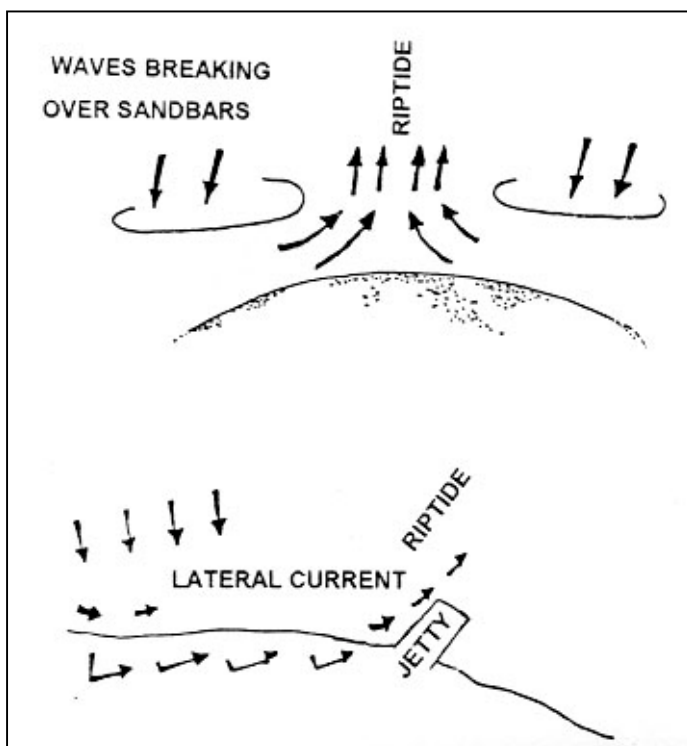 WAVES BREAKING
OVER SANDBARS
RIPTIDE
RIPTIDE
LATERAL CURRENT
JETTY